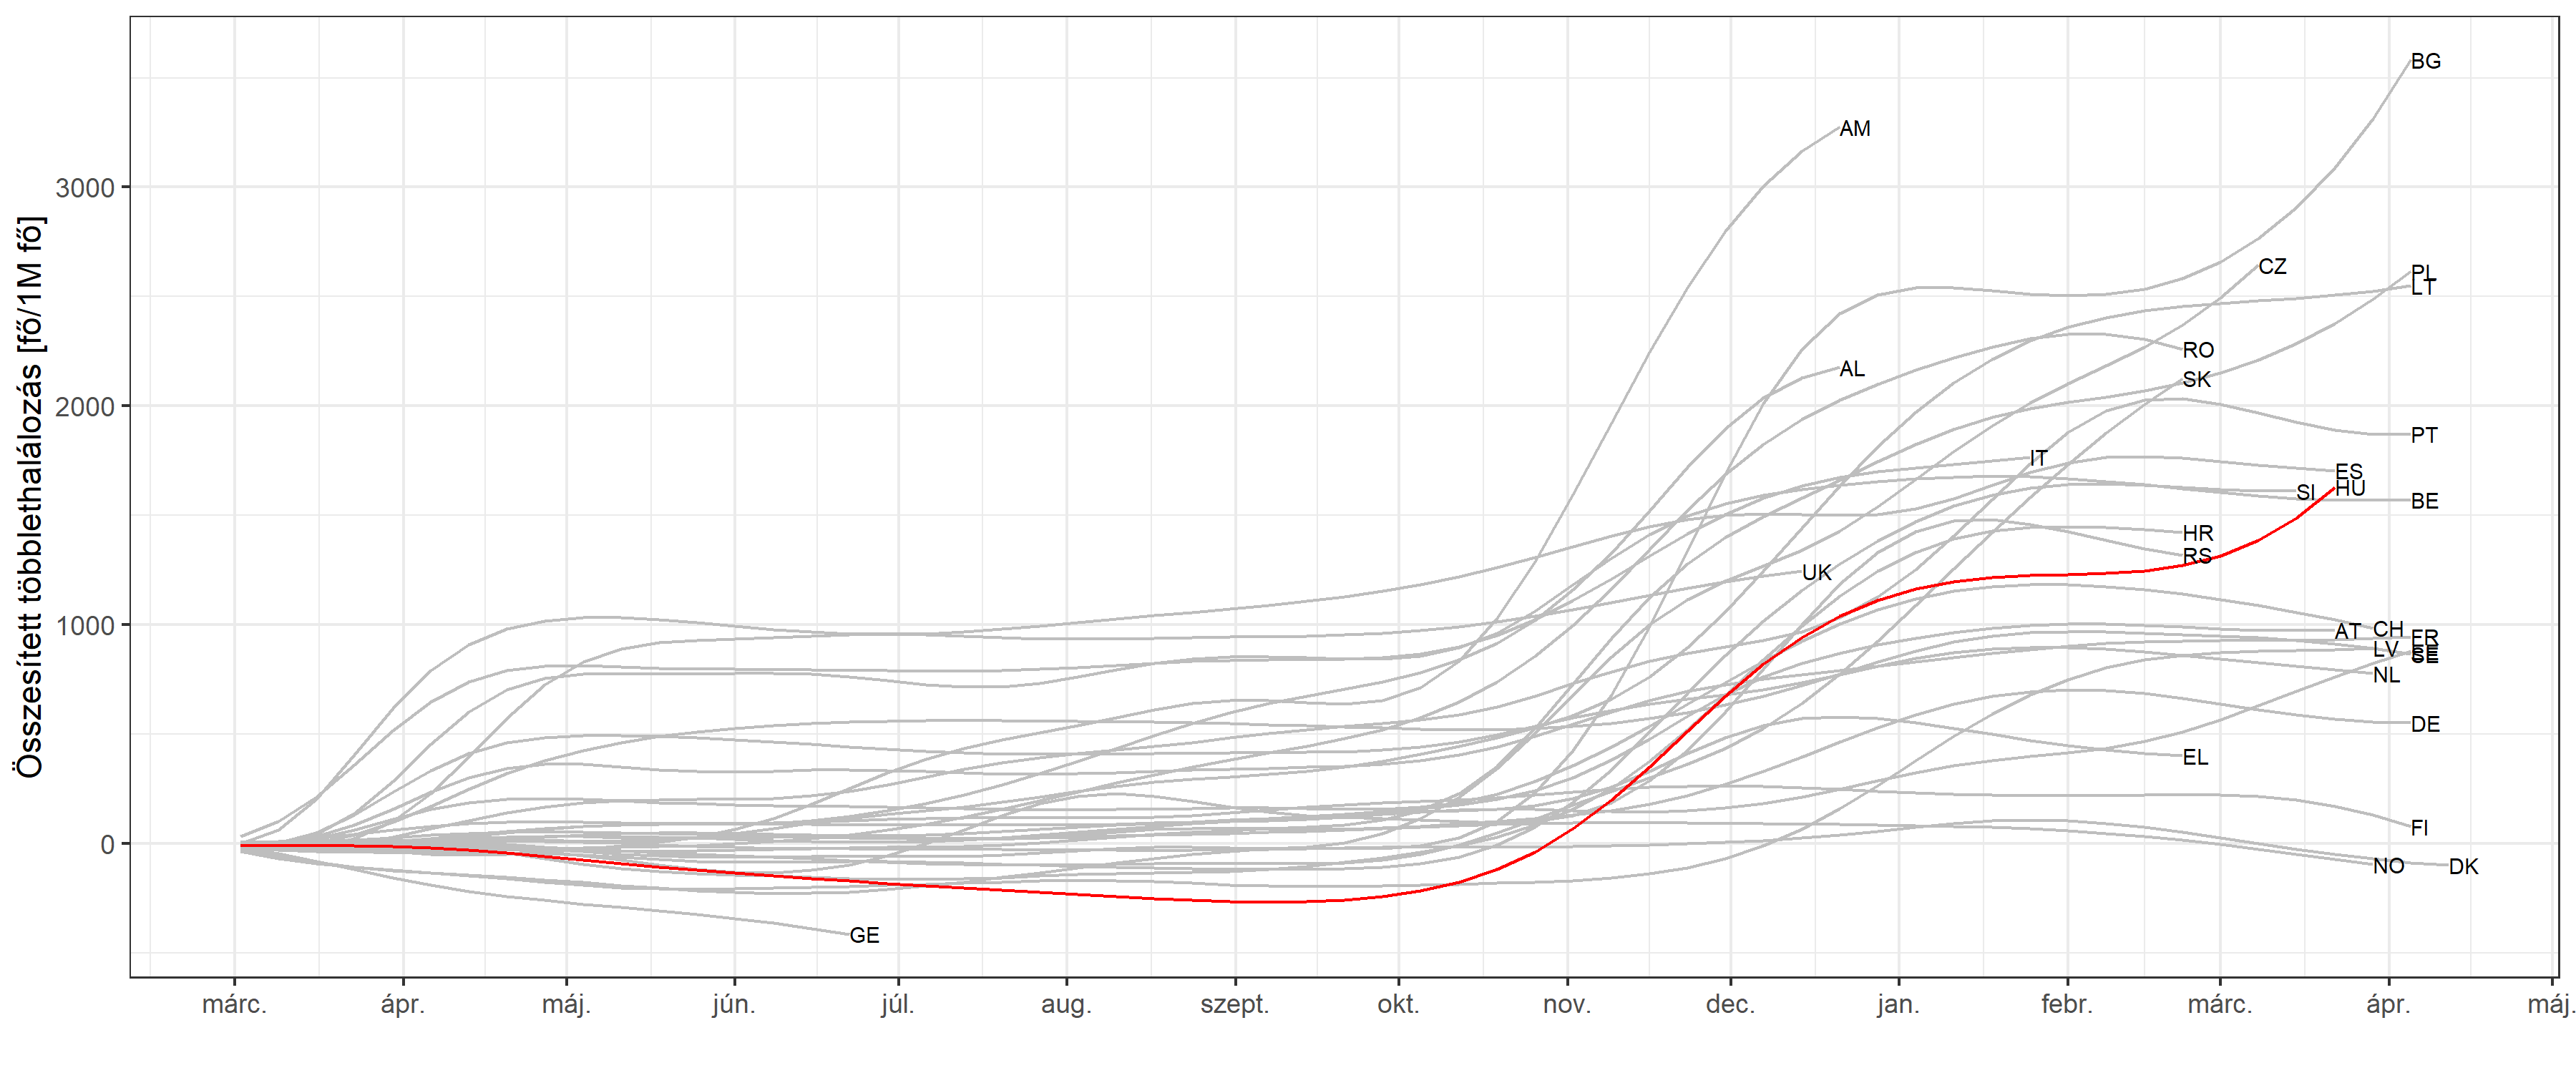 Összesített többlethalálozás [fő/1M fő]
3000
2000
1000
0
BG
AM
CZ
PL
LT
RO
AL
SK
PT
IT
ES
HU
SI
BE
HR
RS
UK
CH
AT
FR
LV
SE
NL
DE
EL
FI
NO
DK
GE
márc.
ápr.
máj.
jún.
júl.
aug.
szept.
okt.
nov.
dec.
jan.
febr.
márc.
ápr.
máj.